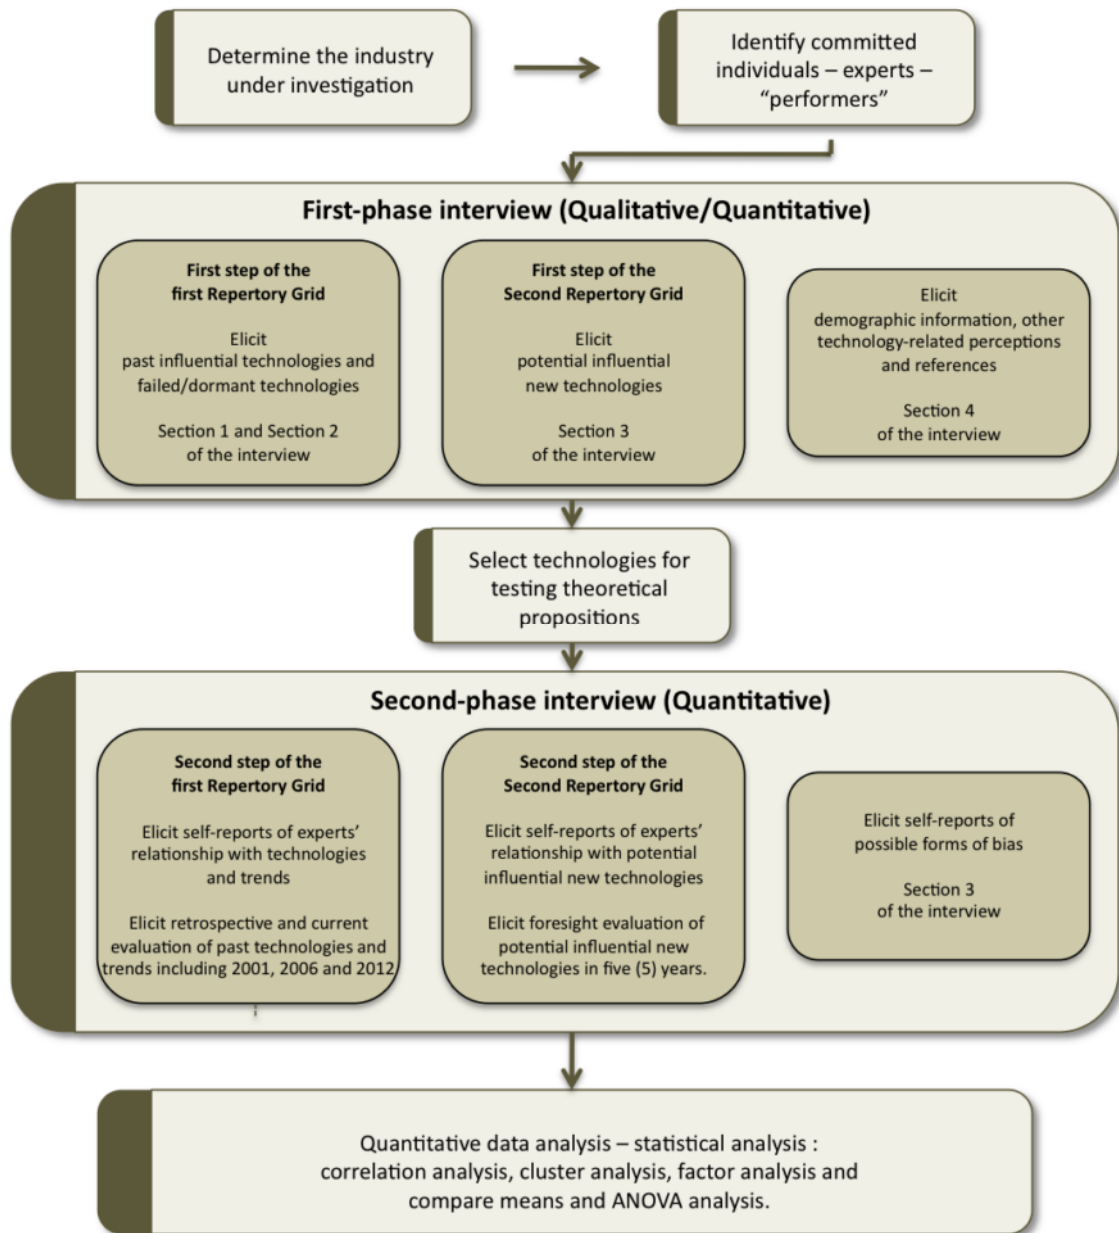 Determine the industry
under investigation
Identify committed
individuals – experts –
“performers”
First-phase interview (Qualitative/Quantitative)
First step of the
first Repertory Grid
Elicit
past influential technologies and
failed/dormant technologies
Section 1 and Section 2
of the interview
First step of the
Second Repertory Grid
Elicit
potential influential
new technologies
Section 3
of the interview
Elicit
demographic information, other
technology-related perceptions
and references
Section 4
of the interview
Select technologies for
testing theoretical
propositions
Second-phase interview (Quantitative)
Second step of the
first Repertory Grid
Elicit self-reports of experts’
relationship with technologies
and trends
Elicit retrospective and current
evaluation of past technologies and
trends including 2001, 2006 and 2012
Second step of the
Second Repertory Grid
Elicit self-reports of experts’
relationship with potential
influential new technologies
Elicit foresight evaluation of
potential influential new
technologies in five (5) years.
Elicit self-reports of
possible forms of bias
Section 3
of the interview
Quantitative data analysis – statistical analysis :
correlation analysis, cluster analysis, factor analysis and
compare means and ANOVA analysis.